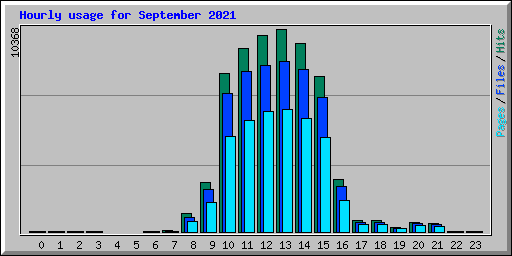 Hourly usage for September 2021
10368
Pages/Files/Hits
0 1 2 3 4 5 6 7 8 9 10 11 12 13 14 15 16 17 18 19 20 21 22 23